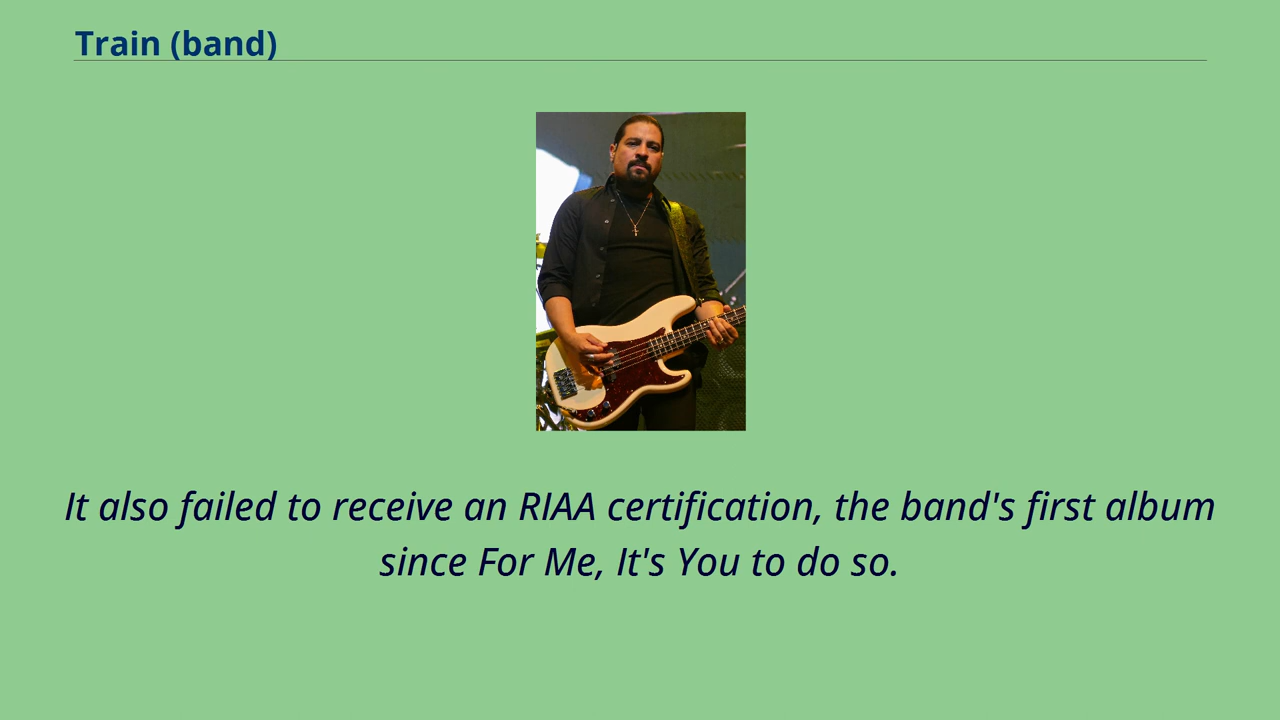 Train (band)
It also failed to receive an RIAA certification, the band's first album
since For Me, It's You to do so.